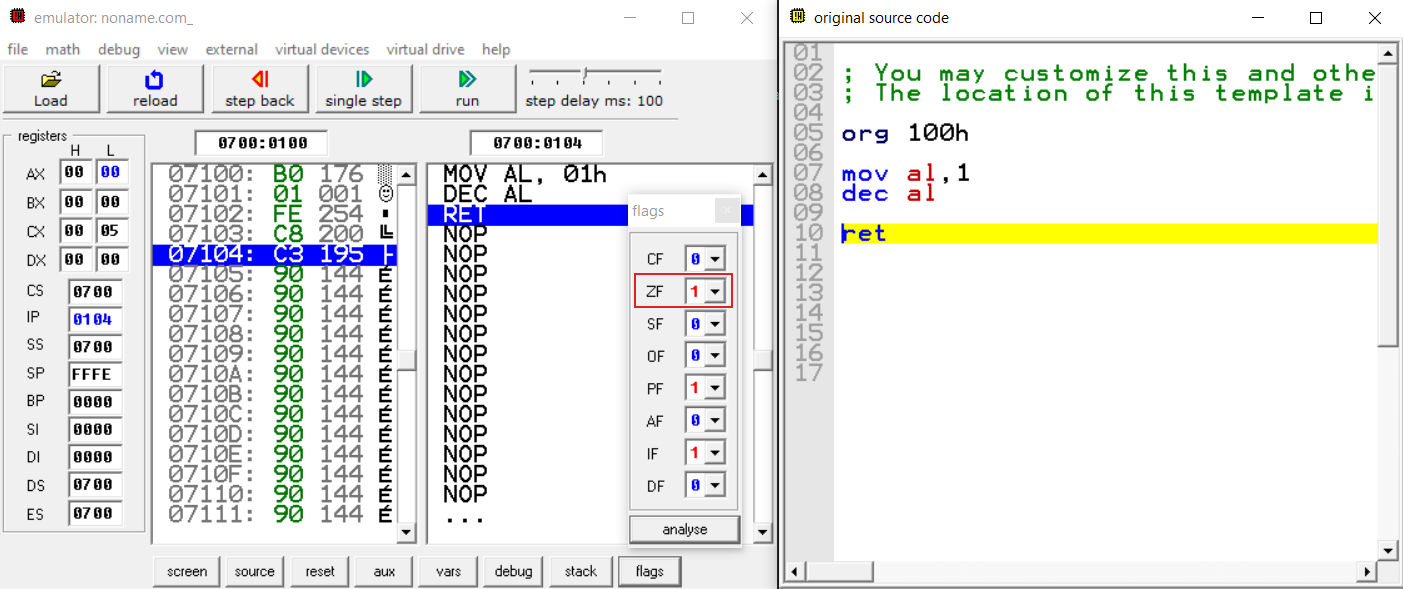 emulator: noname.com_
file math debug view external virtual devices virtual drive help
Load reload step back single step run step delay ms: 100
registers
H L
AX 00 00
BX 00 00
CX 00 05
DX 00 00
CS 0700
IP 0104
SS 0700
SP FFFE
BP 0000
SI 0000
DI 0000
DS 0700
ES 0700
0700:0100
07100: B0 176 ▒
07101: 01 001 ☺
07102: FE 254 ■
07103: C8 200 ╚
07104: C3 195 ├
07105: 90 144 É
07106: 90 144 É
07107: 90 144 É
07108: 90 144 É
07109: 90 144 É
0710A: 90 144 É
0710B: 90 144 É
0710C: 90 144 É
0710D: 90 144 É
0710E: 90 144 É
0710F: 90 144 É
07110: 90 144 É
07111: 90 144 É
0700:0104
MOV AL, 01h
DEC AL
RET
NOP
NOP
NOP
NOP
NOP
NOP
NOP
NOP
NOP
NOP
NOP
NOP
NOP
NOP
...
flags
CF 0
ZF 1
SF 0
OF 0
PF 1
AF 0
IF 1
DF 0
analyse
screen source reset aux vars debug stack flags
original source code
01
02 ; You may customize this and othe
03 ; The location of this template i
04
05 org 100h
06
07 mov al,1
08 dec al
09
10 ret
11
12
13
14
15
16
17